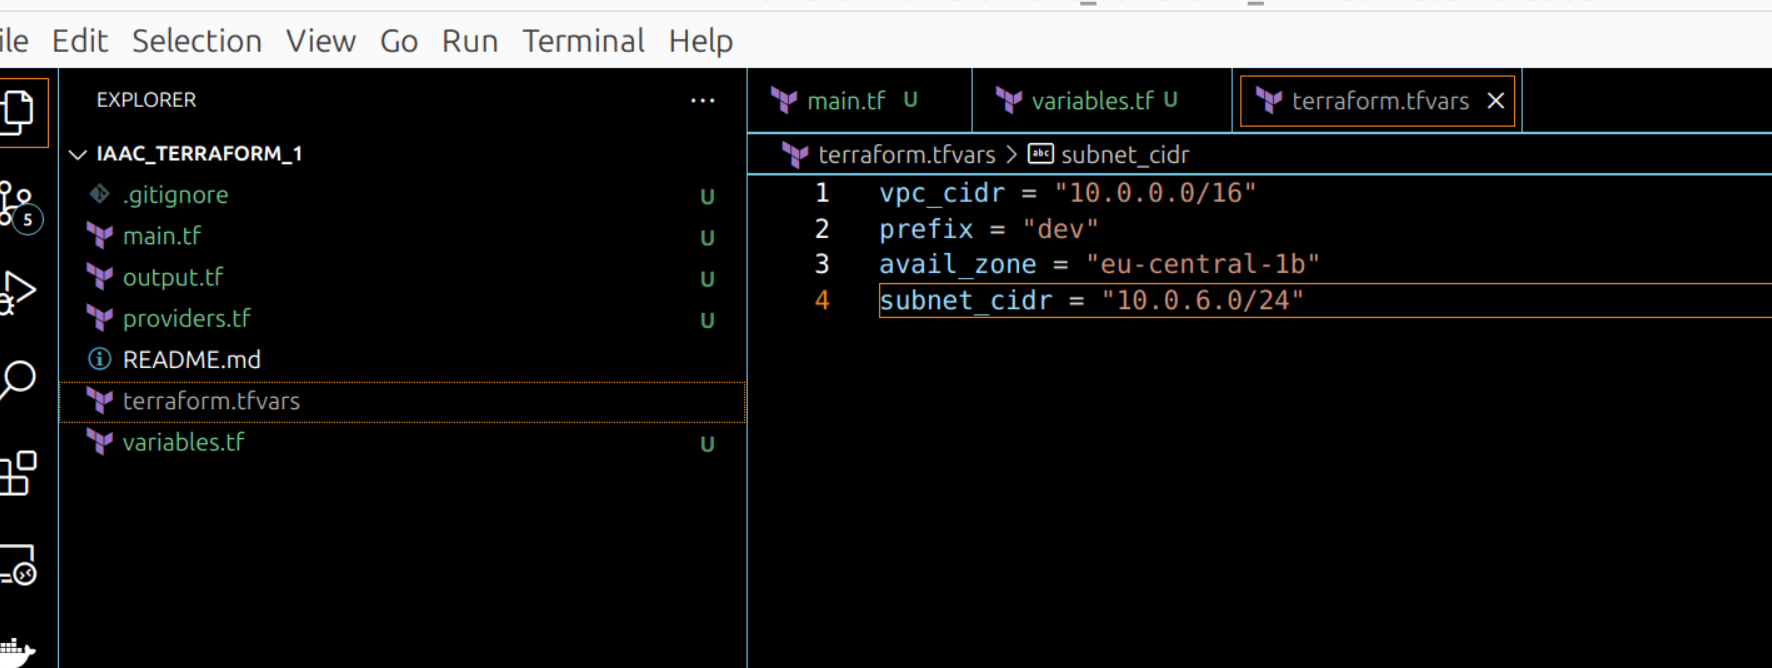 Edit Selection View Go Run Terminal Help
EXPLORER ...
main.tf U
variables.tf U
terraform.tfvars
IAAC_TERRAFORM_1
terraform.tfvars > abc subnet_cidr
.gitignore U
main.tf U
output.tf U
providers.tf U
README.md
terraform.tfvars
variables.tf U
5
1 vpc_cidr = "10.0.0.0/16"
2 prefix = "dev"
3 avail_zone = "eu-central-1b"
4 subnet_cidr = "10.0.6.0/24"